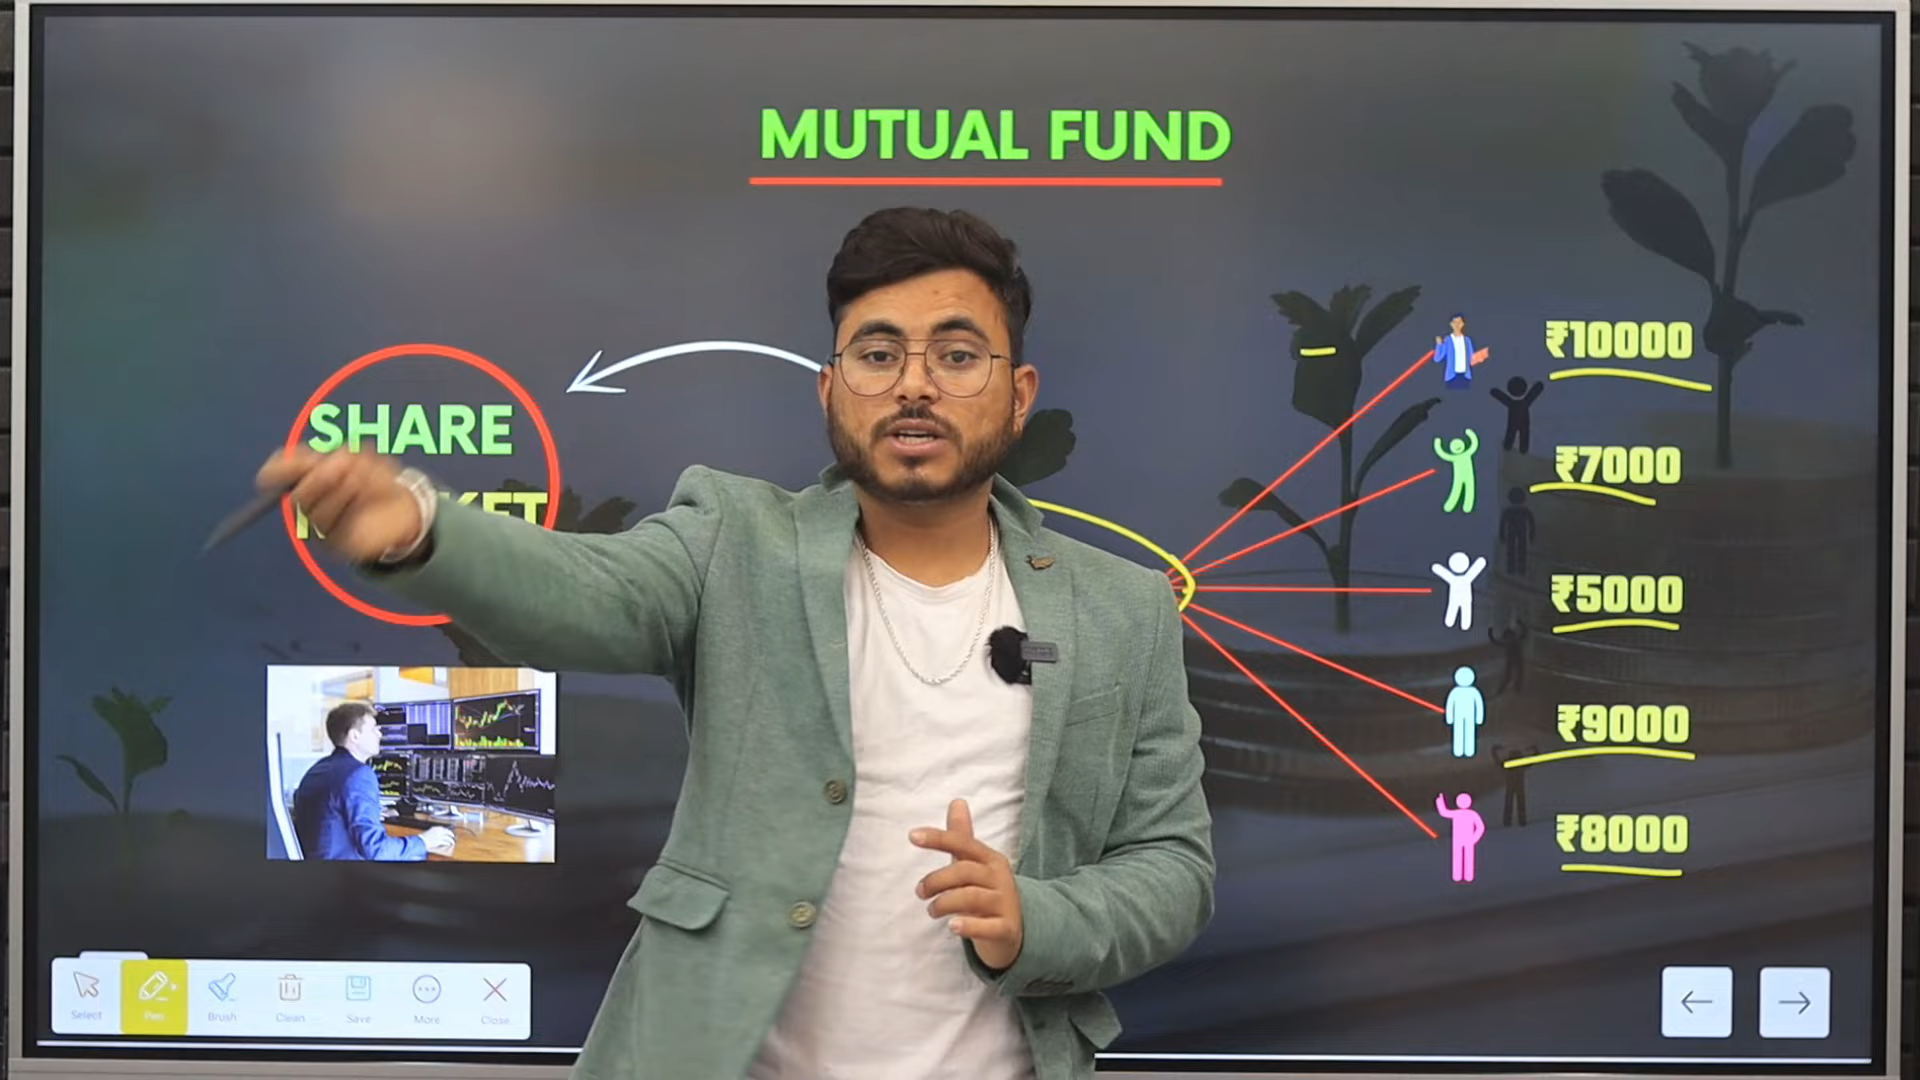 MUTUAL FUND
SHARE
₹10000
₹7000
₹5000
₹9000
₹8000
Select
Pen
Brush
Clean
Save
More
Close